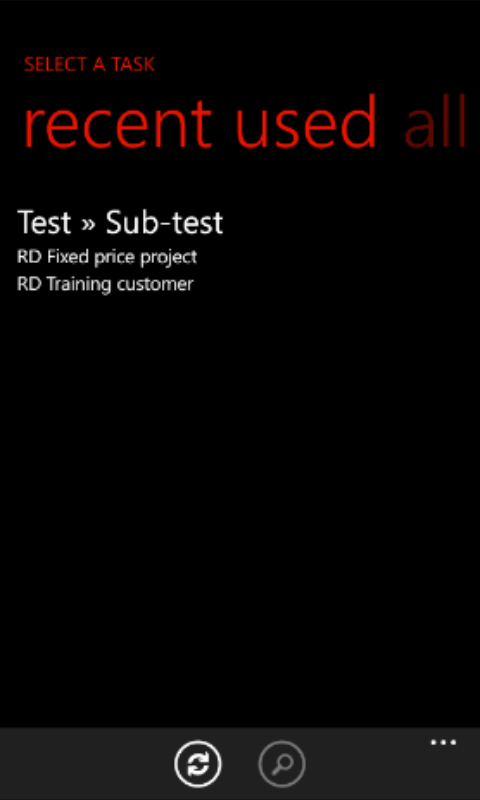 SELECT A TASK
recent used all
Test » Sub-test
RD Fixed price project
RD Training customer